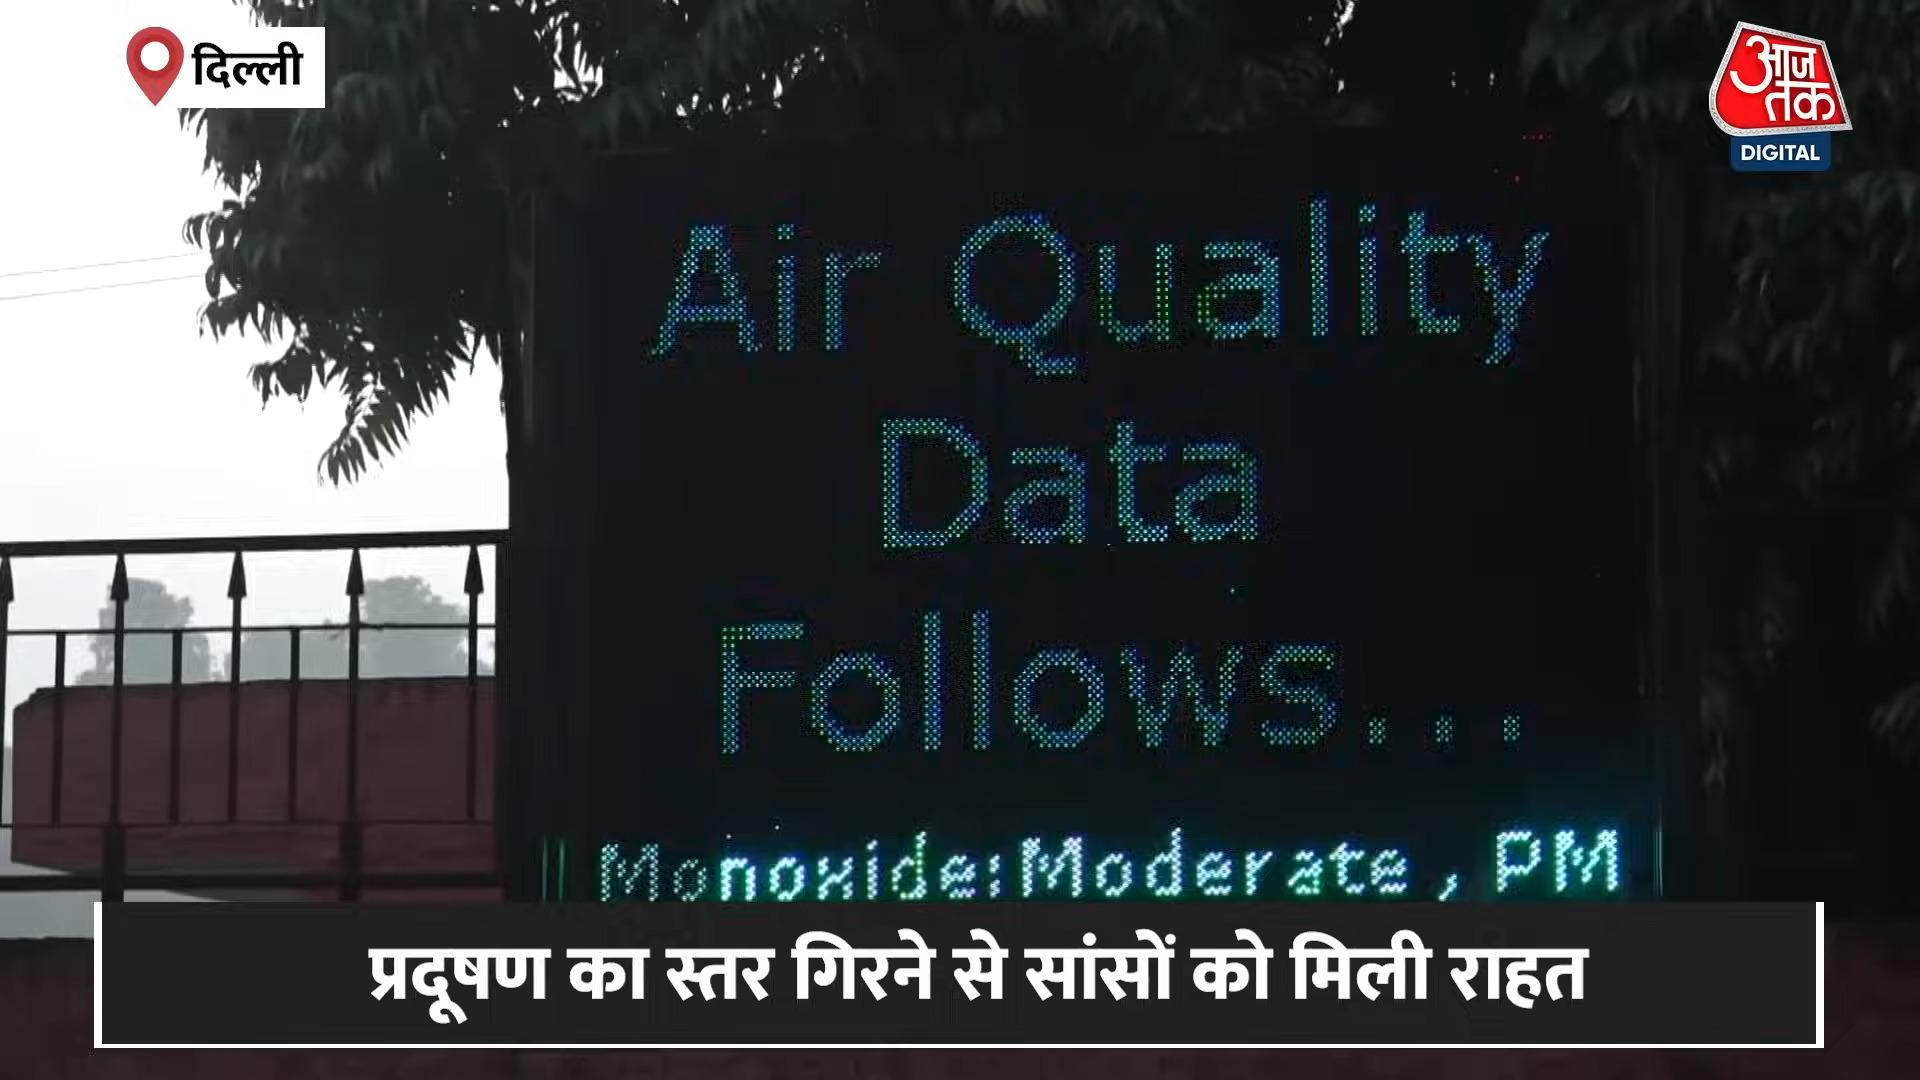 दिल्ली
आज
तक
DIGITAL
Air Quality
Data
Follows...
Monoxide:Moderate, PM
प्रदूषण का स्तर गिरने से सांसों को मिली राहत